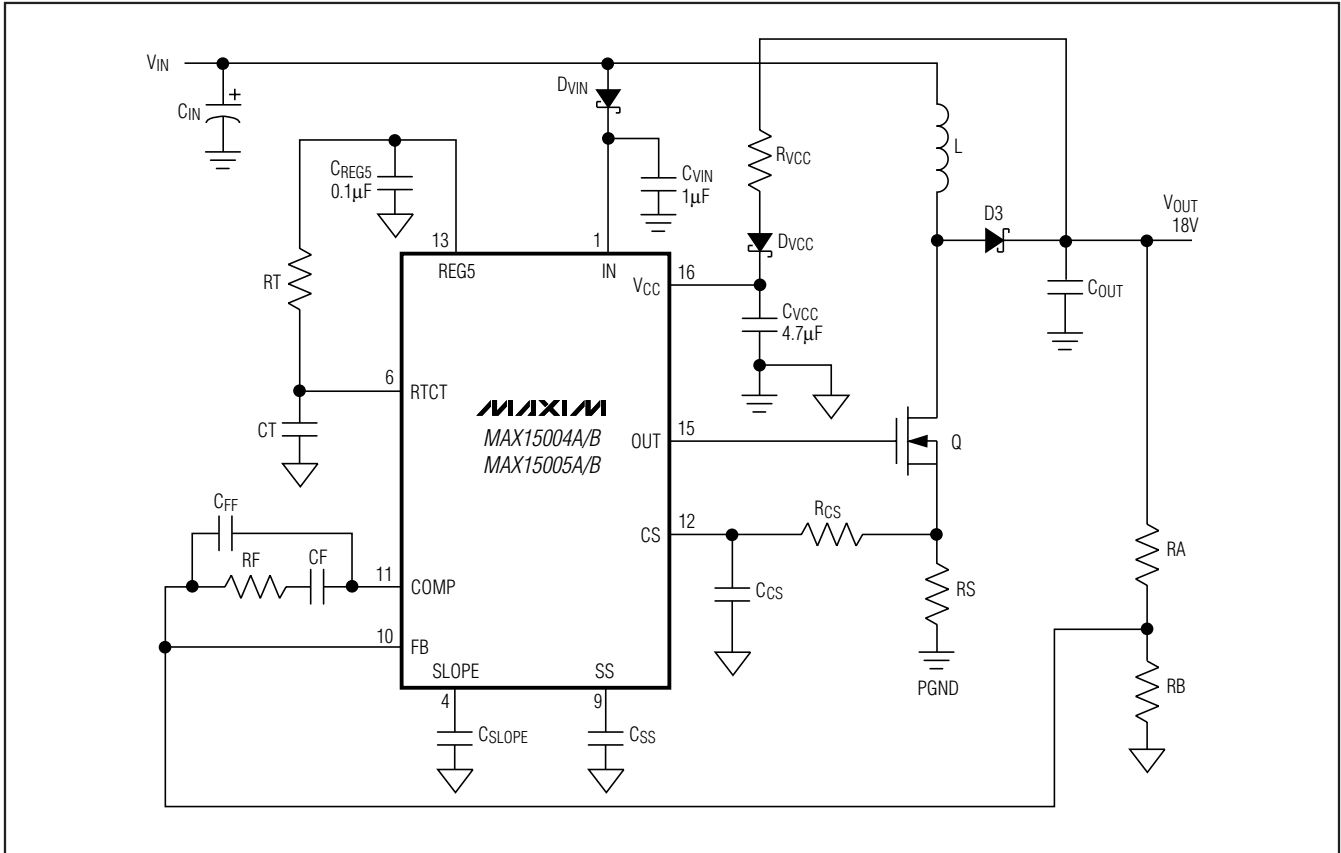 VIN
CIN
+
DVIN
CVIN
1µF
CREG5
0.1µF
RT
13
REG5
1
IN
RVCC
DVCC
16
VCC
CVCC
4.7µF
L
D3
VOUT
18V
COUT
6
RTCT
CT
MAXIM
MAX15004A/B
MAX15005A/B
OUT
15
Q
CFF
RF
CF
11
COMP
10
FB
CS
12
RCS
CCS
RS
PGND
RA
RB
SLOPE
4
CSLOPE
SS
9
CSS